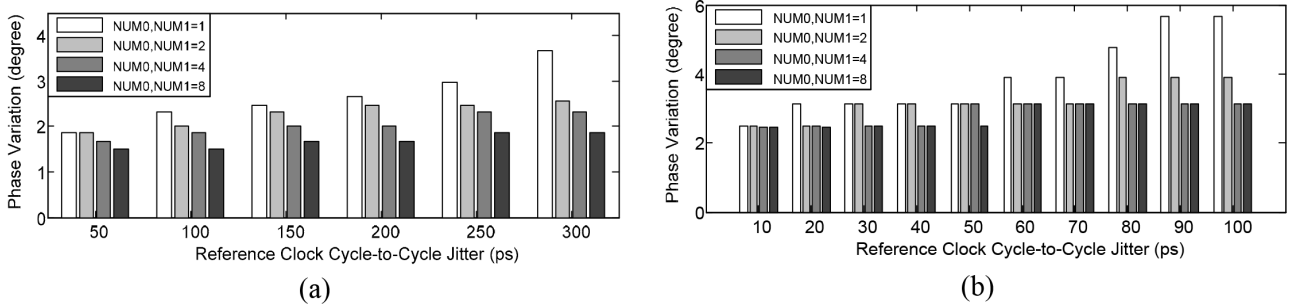 4
3
2
1
0
Phase Variation (degree)
NUM0,NUM1=1
NUM0,NUM1=2
NUM0,NUM1=4
NUM0,NUM1=8
50 100 150 200 250 300
Reference Clock Cycle-to-Cycle Jitter (ps)
(a)
6
4
2
0
Phase Variation (degree)
NUM0,NUM1=1
NUM0,NUM1=2
NUM0,NUM1=4
NUM0,NUM1=8
10 20 30 40 50 60 70 80 90 100
Reference Clock Cycle-to-Cycle Jitter (ps)
(b)